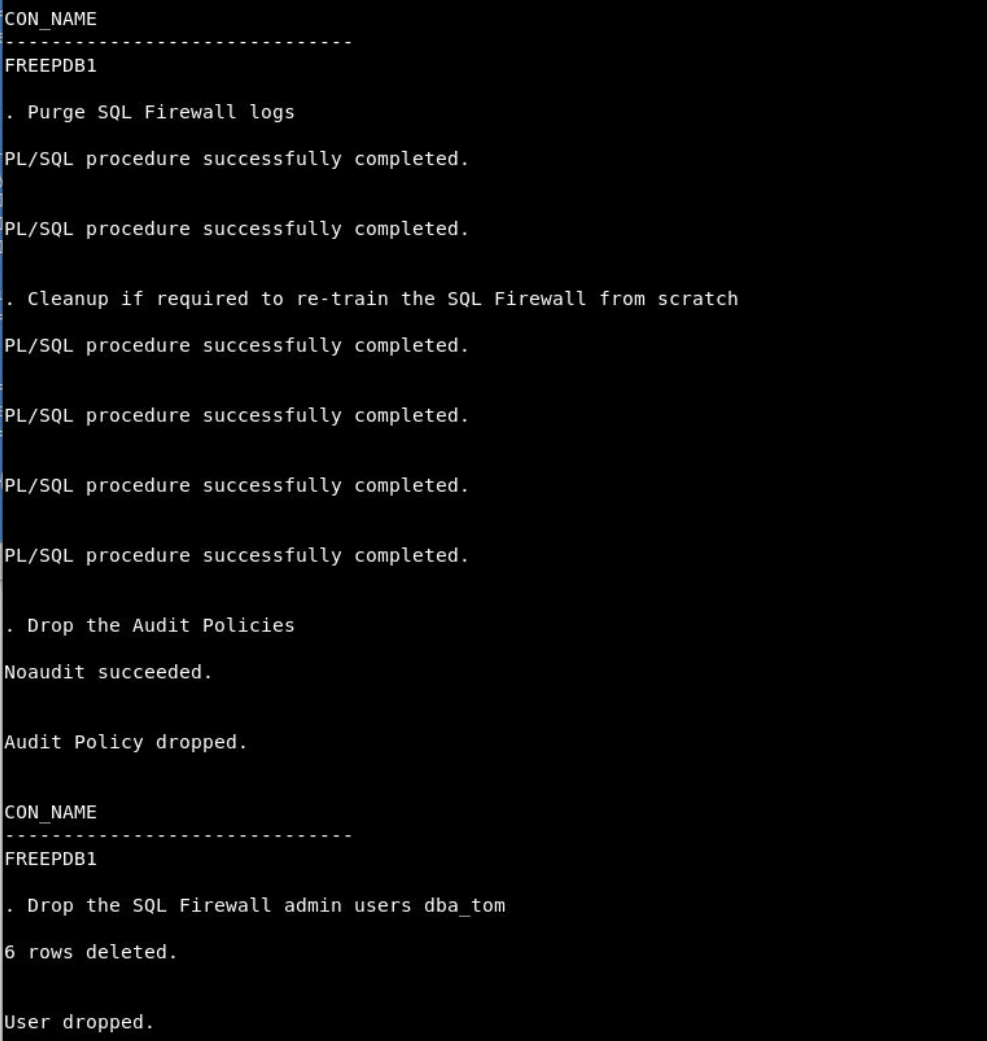 CON_NAME
------------------------------
FREEPDB1
. Purge SQL Firewall logs
PL/SQL procedure successfully completed.
PL/SQL procedure successfully completed.
. Cleanup if required to re-train the SQL Firewall from scratch
PL/SQL procedure successfully completed.
PL/SQL procedure successfully completed.
PL/SQL procedure successfully completed.
PL/SQL procedure successfully completed.
. Drop the Audit Policies
Noaudit succeeded.
Audit Policy dropped.
CON_NAME
------------------------------
FREEPDB1
. Drop the SQL Firewall admin users dba_tom
6 rows deleted.
User dropped.